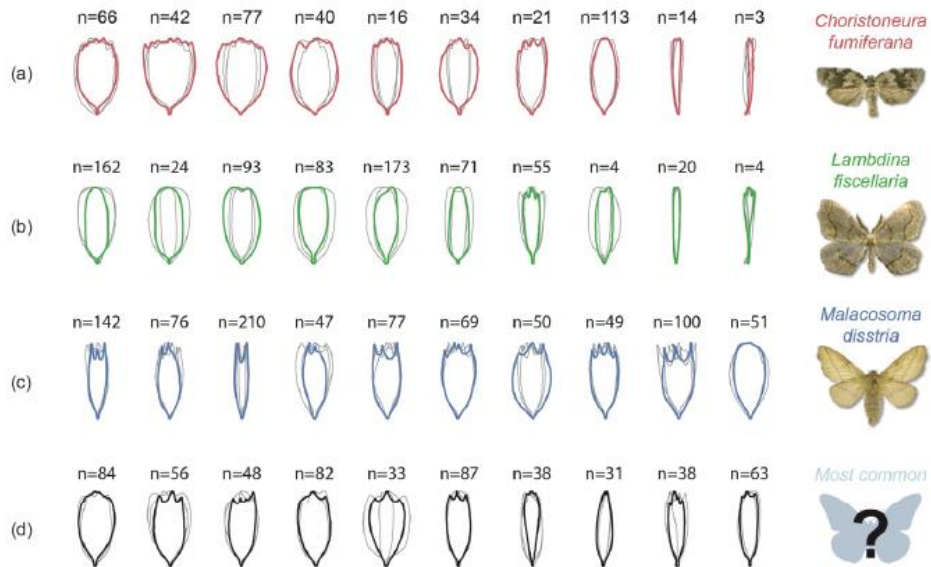 n=66 n=42 n=77 n=40 n=16 n=34 n=21 n=113 n=14 n=3
Choristoneura
fumiferana
(a)
n=162 n=24 n=93 n=83 n=173 n=71 n=55 n=4 n=20 n=4
Lambdina
fiscellaria
(b)
n=142 n=76 n=210 n=47 n=77 n=69 n=50 n=49 n=100 n=51
Malacosoma
disstria
(c)
n=84 n=56 n=48 n=82 n=33 n=87 n=38 n=31 n=38 n=63
Most common
(d)
?